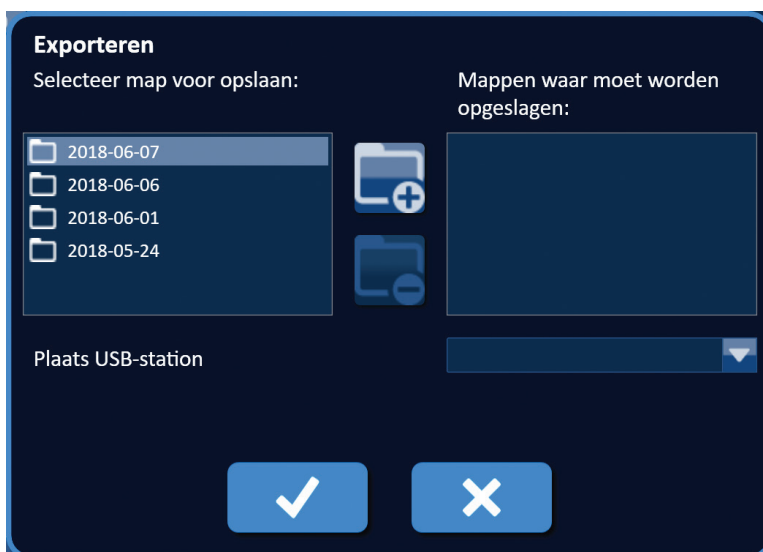 Exporteren
Selecteer map voor opslaan:
Mappen waar moet worden
opgeslagen:
2018-06-07
2018-06-06
2018-06-01
2018-05-24
Plaats USB-station